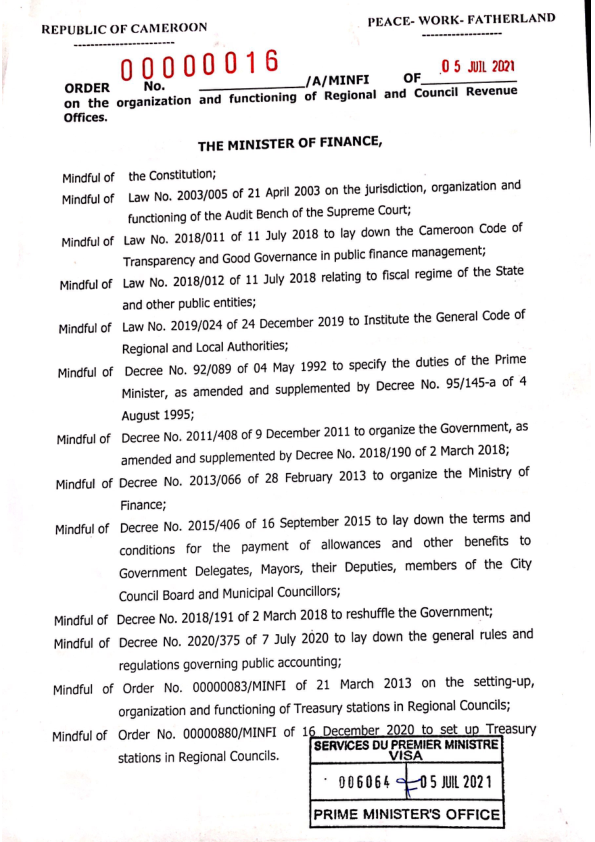 REPUBLIC OF CAMEROON
PEACE- WORK- FATHERLAND
------------------------
-------------------
ORDER No. 00000016 /A/MINFI OF 05 JUIL 2021
on the organization and functioning of Regional and Council Revenue
Offices.
THE MINISTER OF FINANCE,
Mindful of the Constitution;
Mindful of Law No. 2003/005 of 21 April 2003 on the jurisdiction, organization and
functioning of the Audit Bench of the Supreme Court;
Mindful of Law No. 2018/011 of 11 July 2018 to lay down the Cameroon Code of
Transparency and Good Governance in public finance management;
Mindful of Law No. 2018/012 of 11 July 2018 relating to fiscal regime of the State
and other public entities;
Mindful of Law No. 2019/024 of 24 December 2019 to Institute the General Code of
Regional and Local Authorities;
Mindful of Decree No. 92/089 of 04 May 1992 to specify the duties of the Prime
Minister, as amended and supplemented by Decree No. 95/145-a of 4
August 1995;
Mindful of Decree No. 2011/408 of 9 December 2011 to organize the Government, as
amended and supplemented by Decree No. 2018/190 of 2 March 2018;
Mindful of Decree No. 2013/066 of 28 February 2013 to organize the Ministry of
Finance;
Mindful of Decree No. 2015/406 of 16 September 2015 to lay down the terms and
conditions for the payment of allowances and other benefits to
Government Delegates, Mayors, their Deputies, members of the City
Council Board and Municipal Councillors;
Mindful of Decree No. 2018/191 of 2 March 2018 to reshuffle the Government;
Mindful of Decree No. 2020/375 of 7 July 2020 to lay down the general rules and
regulations governing public accounting;
Mindful of Order No. 00000083/MINFI of 21 March 2013 on the setting-up,
organization and functioning of Treasury stations in Regional Councils;
Mindful of Order No. 00000880/MINFI of 16 December 2020 to set up Treasury
stations in Regional Councils.
SERVICES DU PREMIER MINISTRE
VISA
006064 05 JUIL 2021
PRIME MINISTER'S OFFICE